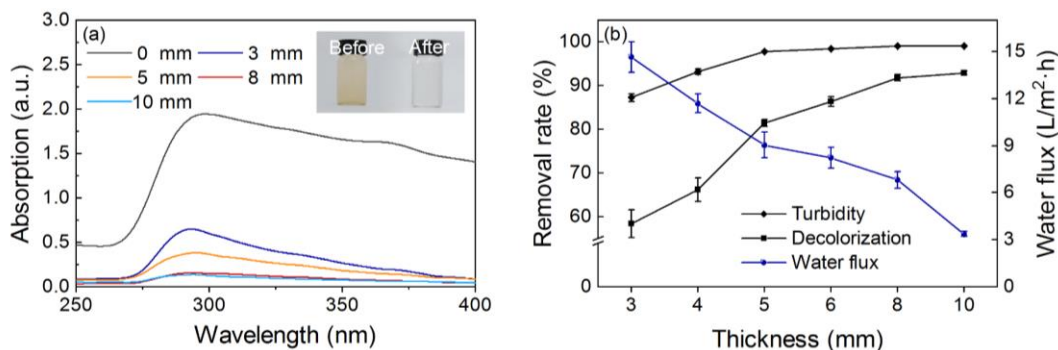 (a)
0 mm
3 mm
5 mm
8 mm
10 mm
Before
After
3.0
2.5
2.0
1.5
1.0
0.5
0.0
250
300
350
400
Absorption (a.u.)
Wavelength (nm)
(b)
100
90
80
70
60
0
Removal rate (%)
15
12
9
6
3
0
Water flux (L/m²·h)
Turbidity
Decolorization
Water flux
3
4
5
6
8
10
Thickness (mm)